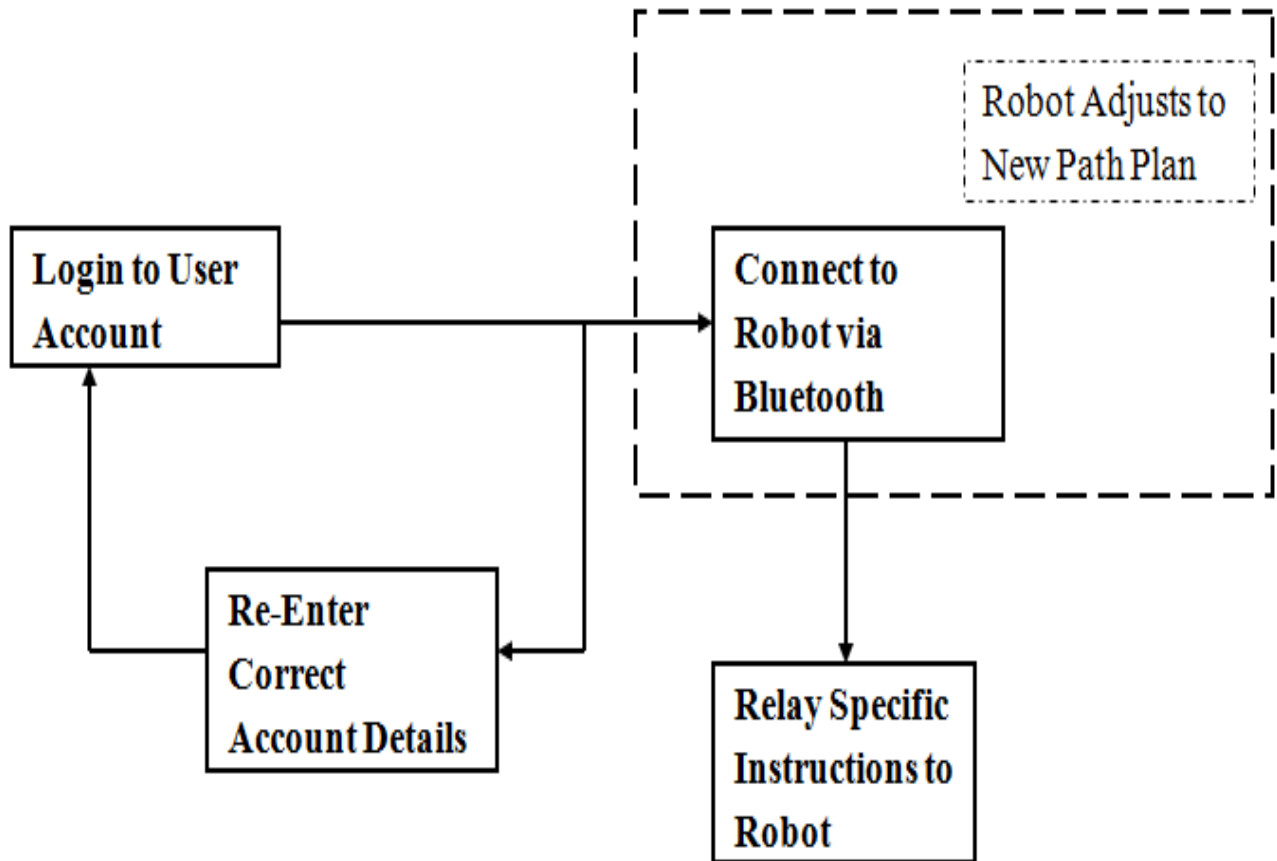 Robot Adjusts to
New Path Plan
Login to User
Account
Connect to
Robot via
Bluetooth
Re-Enter
Correct
Account Details
Relay Specific
Instructions to
Robot